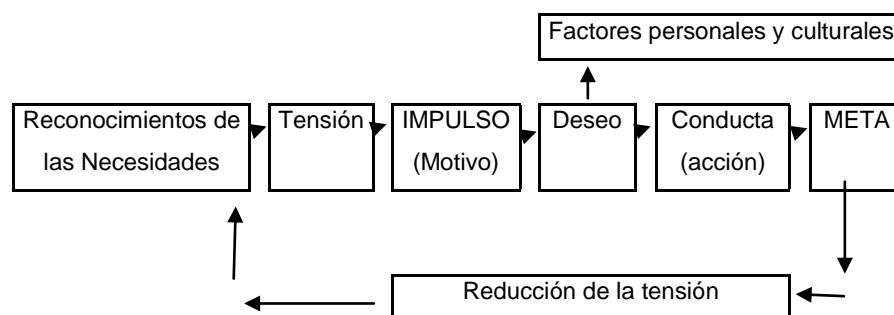 Factores personales y culturales
Reconocimientos de
las Necesidades
Tensión
IMPULSO
(Motivo)
Deseo
Conducta
(acción)
META
Reducción de la tensión